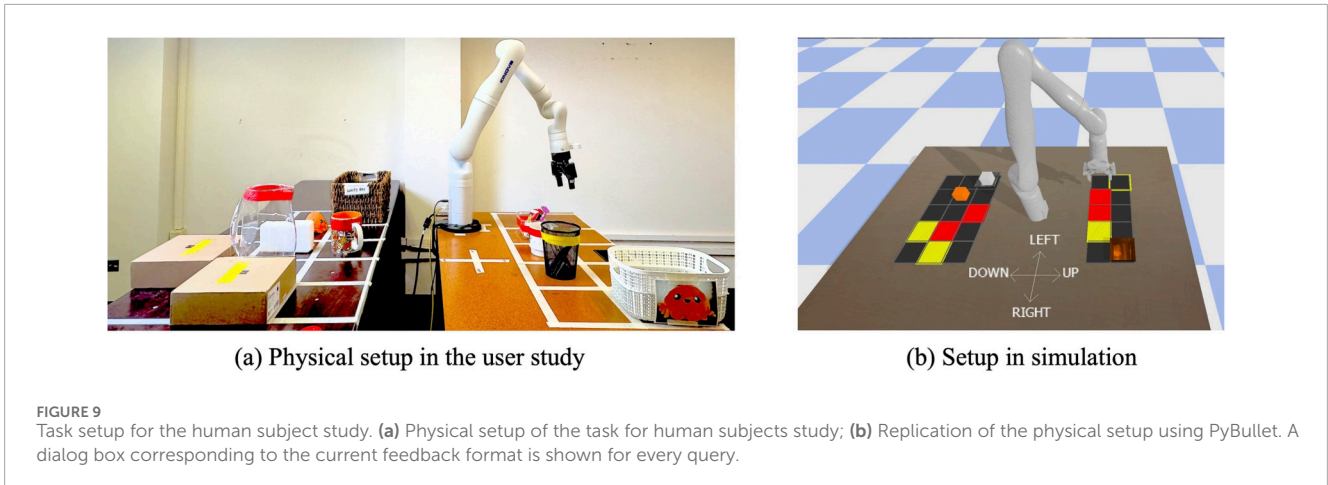 LEFT
DOWN UP
RIGHT
(a) Physical setup in the user study
(b) Setup in simulation
FIGURE 9
Task setup for the human subject study. (a) Physical setup of the task for human subjects study; (b) Replication of the physical setup using PyBullet. A
dialog box corresponding to the current feedback format is shown for every query.